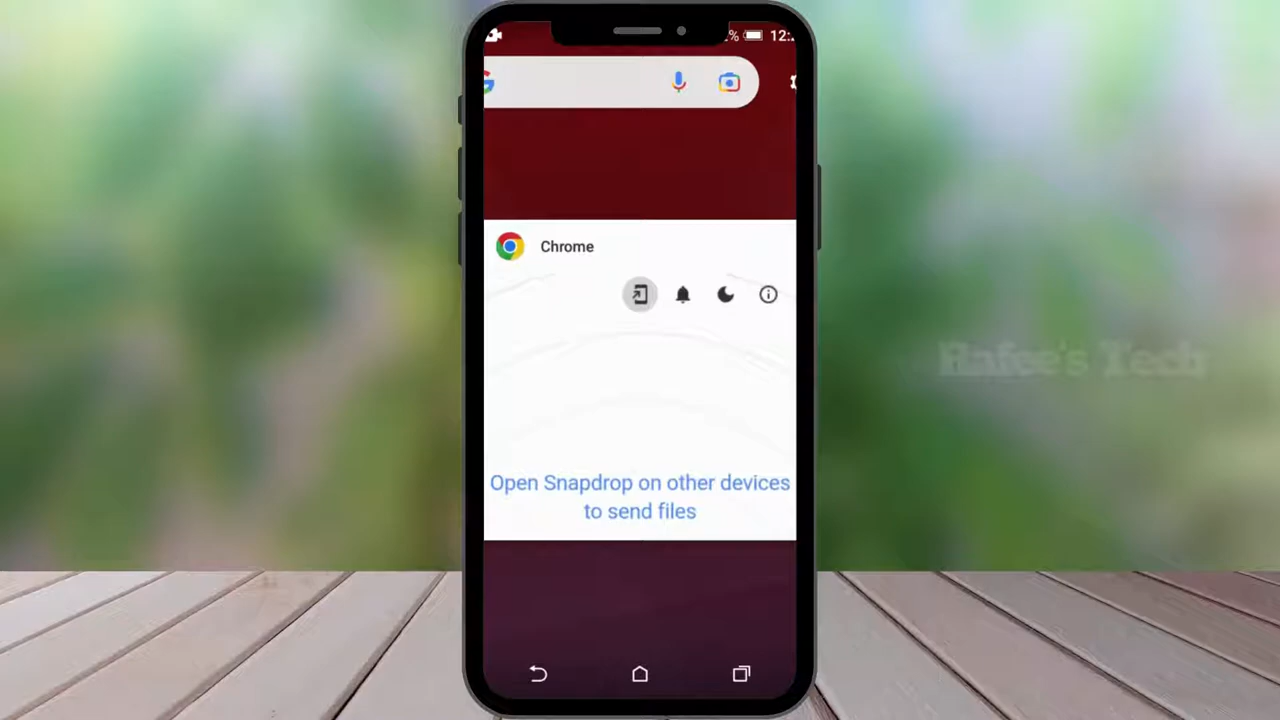 % 12:
Chrome
Open Snapdrop on other devices
to send files
Rafee's Tech